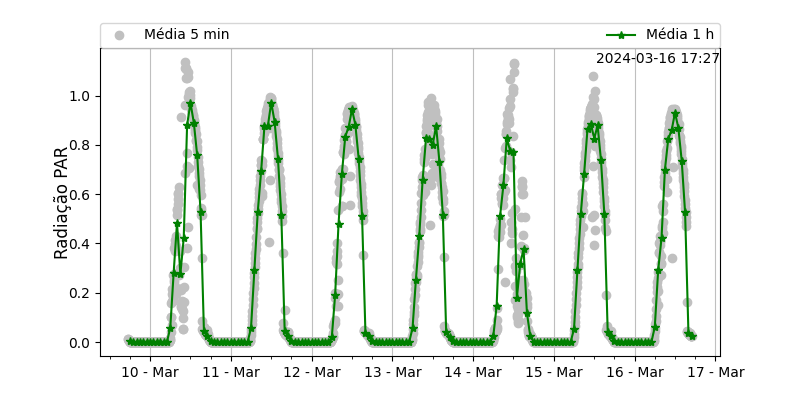 Média 5 min
Média 1 h
2024-03-16 17:27
Radiação PAR
1.0
0.8
0.6
0.4
0.2
0.0
10 - Mar
11 - Mar
12 - Mar
13 - Mar
14 - Mar
15 - Mar
16 - Mar
17 - Mar